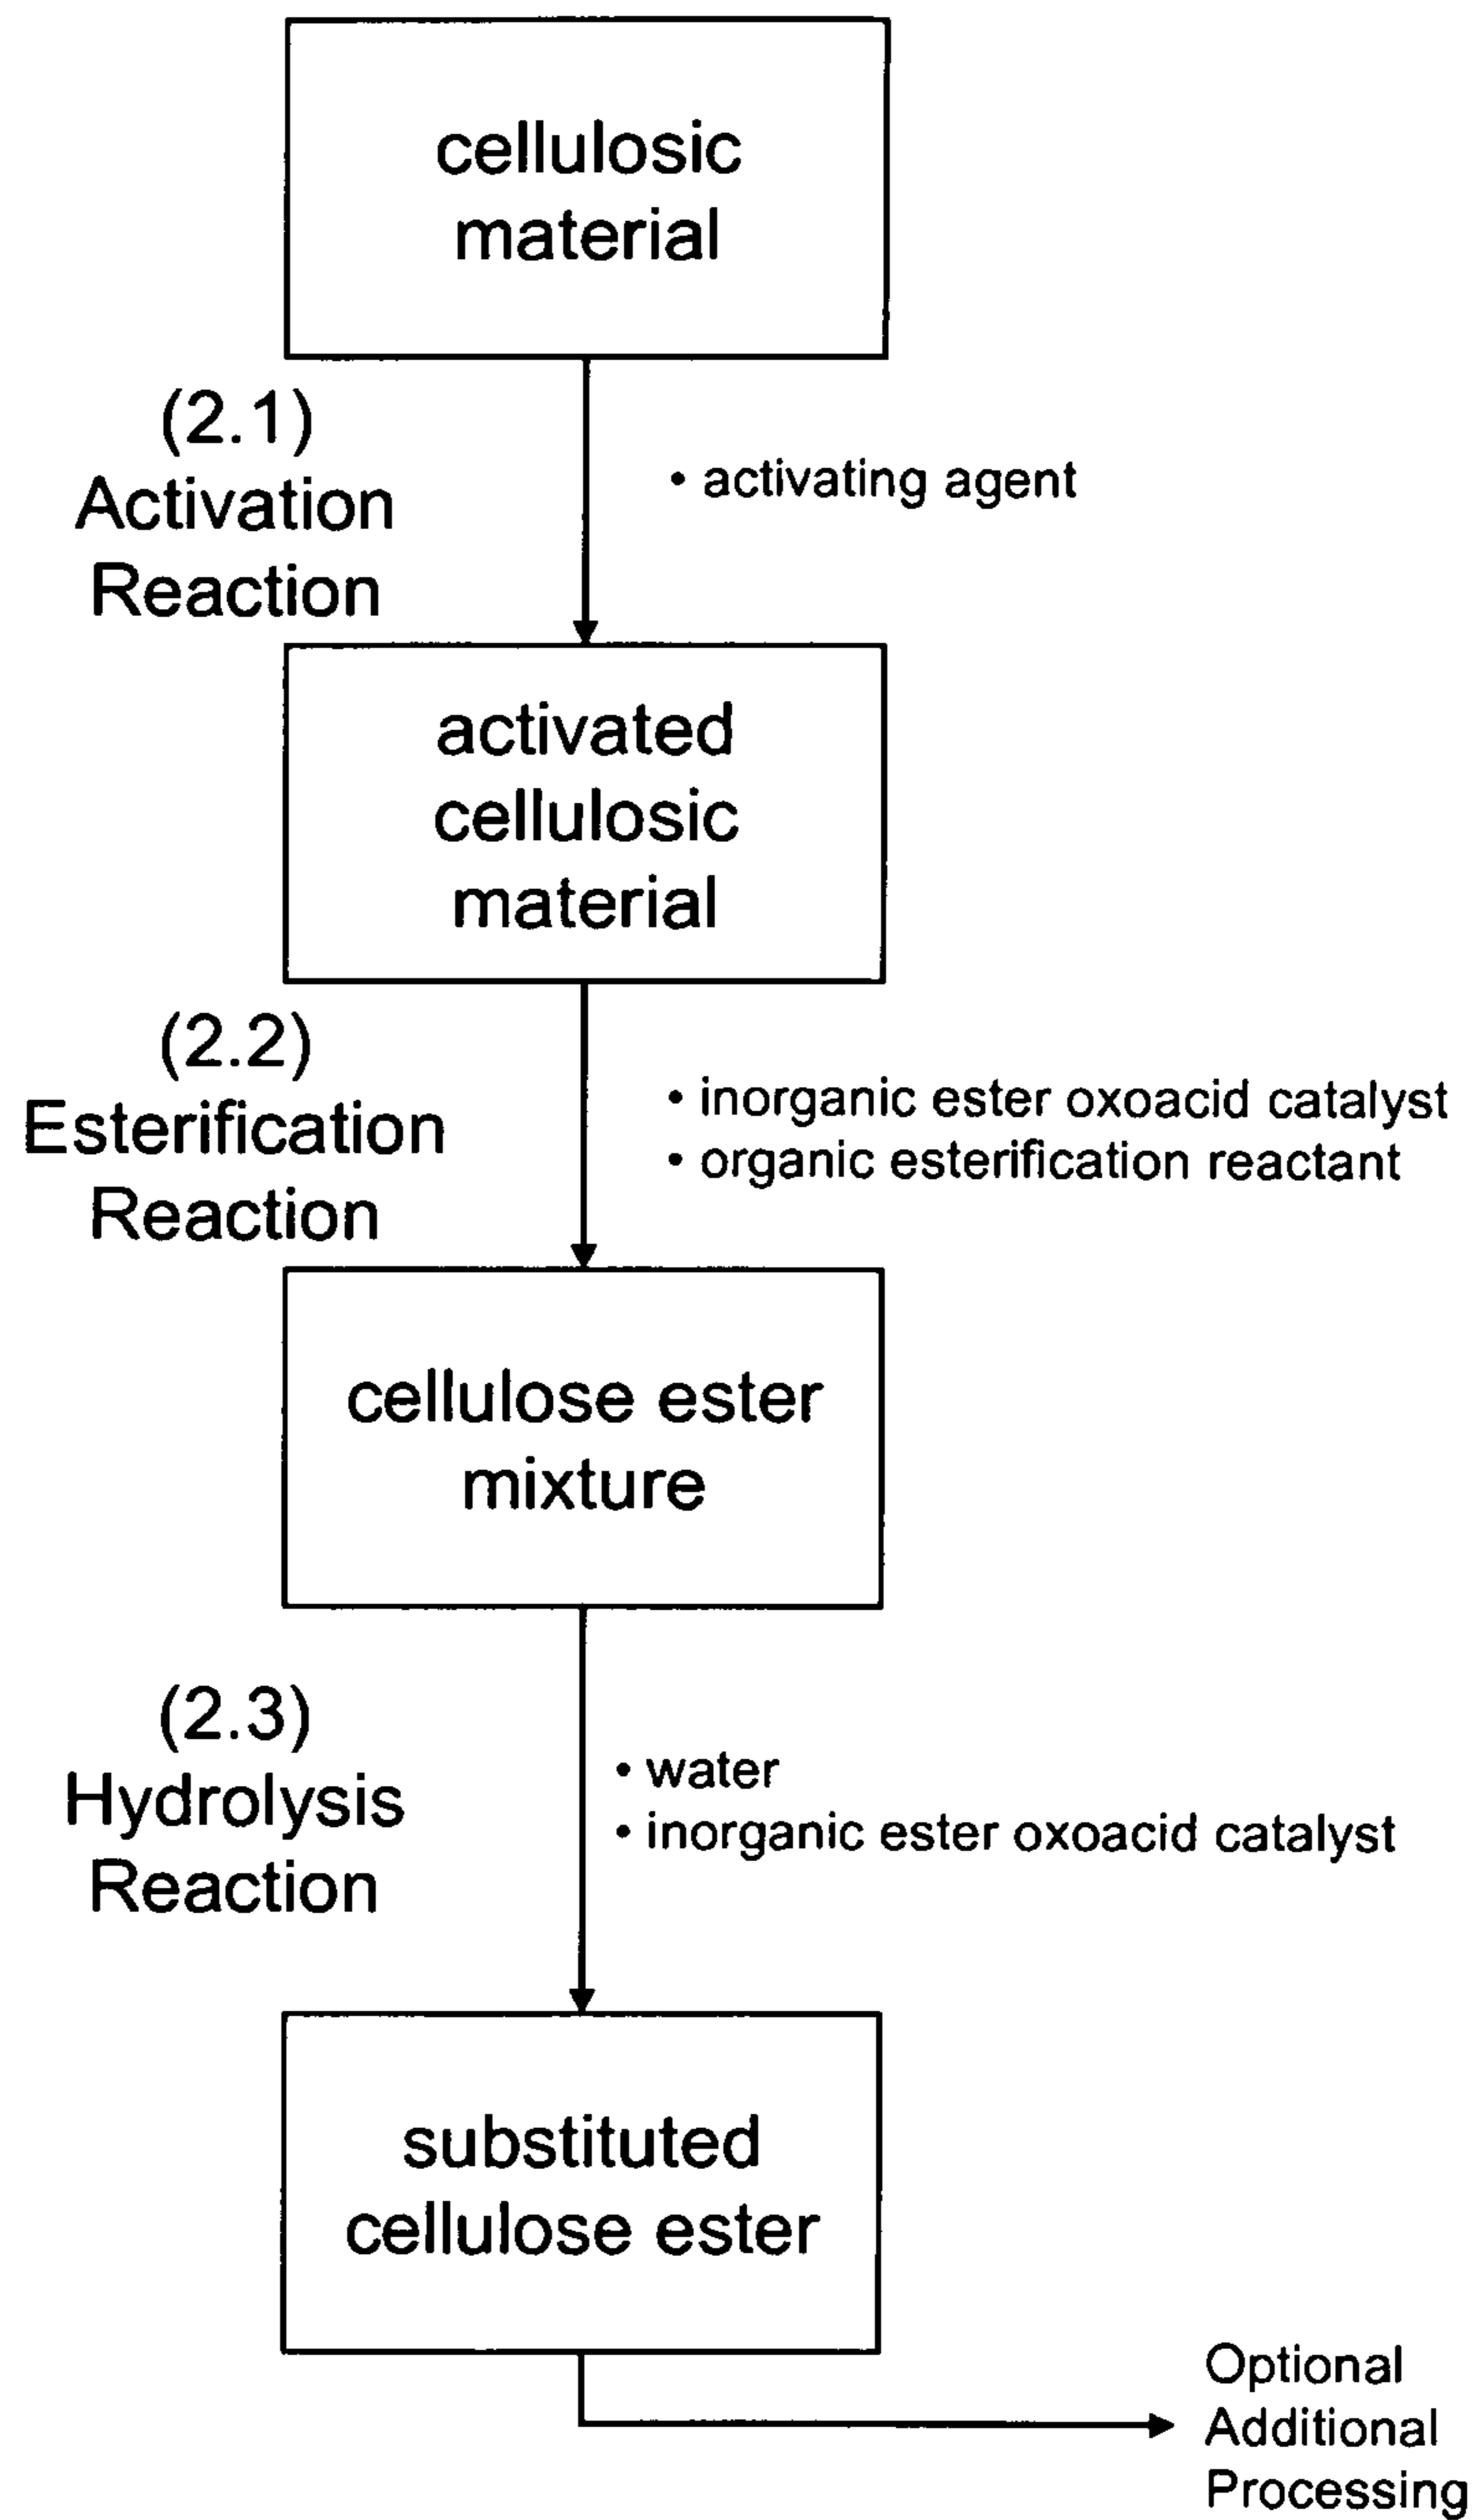 cellulosic
material
(2.1)
Activation
Reaction
• activating agent
activated
cellulosic
material
(2.2)
Esterification
Reaction
• inorganic ester oxoacid catalyst
• organic esterification reactant
cellulose ester
mixture
(2.3)
Hydrolysis
Reaction
• water
• inorganic ester oxoacid catalyst
substituted
cellulose ester
Optional
Additional
Processing